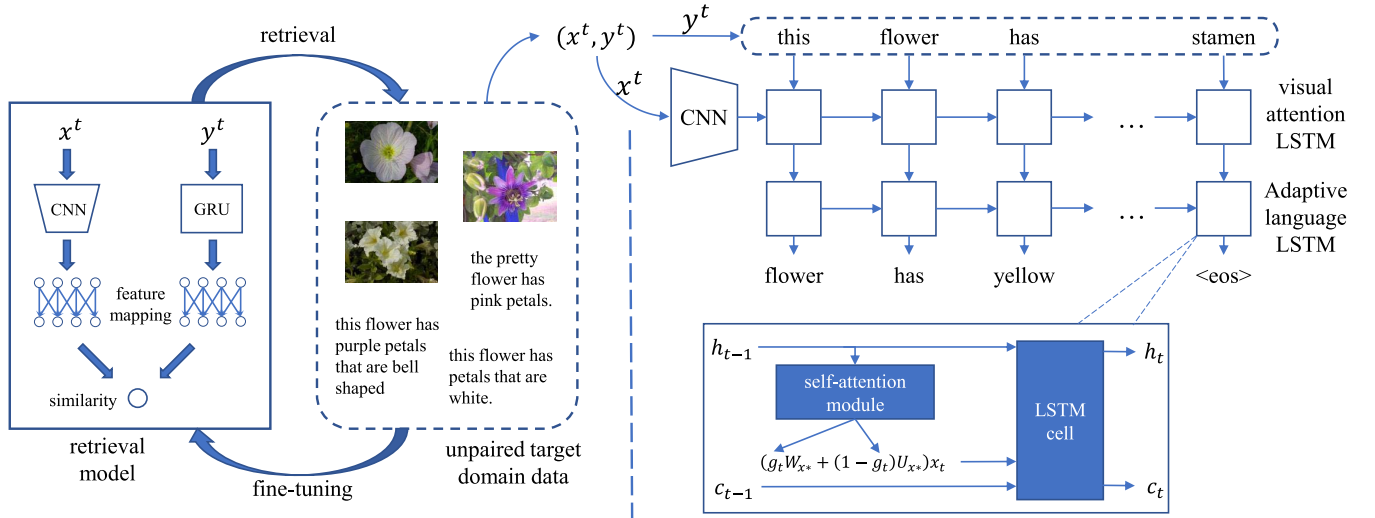 retrieval
x^t
y^t
CNN
GRU
feature
mapping
similarity
retrieval
model
fine-tuning
the pretty
flower has
pink petals.
this flower has
purple petals
that are bell
shaped
this flower has
petals that are
white.
unpaired target
domain data
(x^t, y^t)
y^t
x^t
this flower has stamen
CNN
...
visual
attention
LSTM
...
Adaptive
language
LSTM
flower has yellow <eos>
h_{t-1}
self-attention
module
(g_t W_{x*} + (1 − g_t)U_{x*})x_t
c_{t-1}
LSTM
cell
h_t
c_t